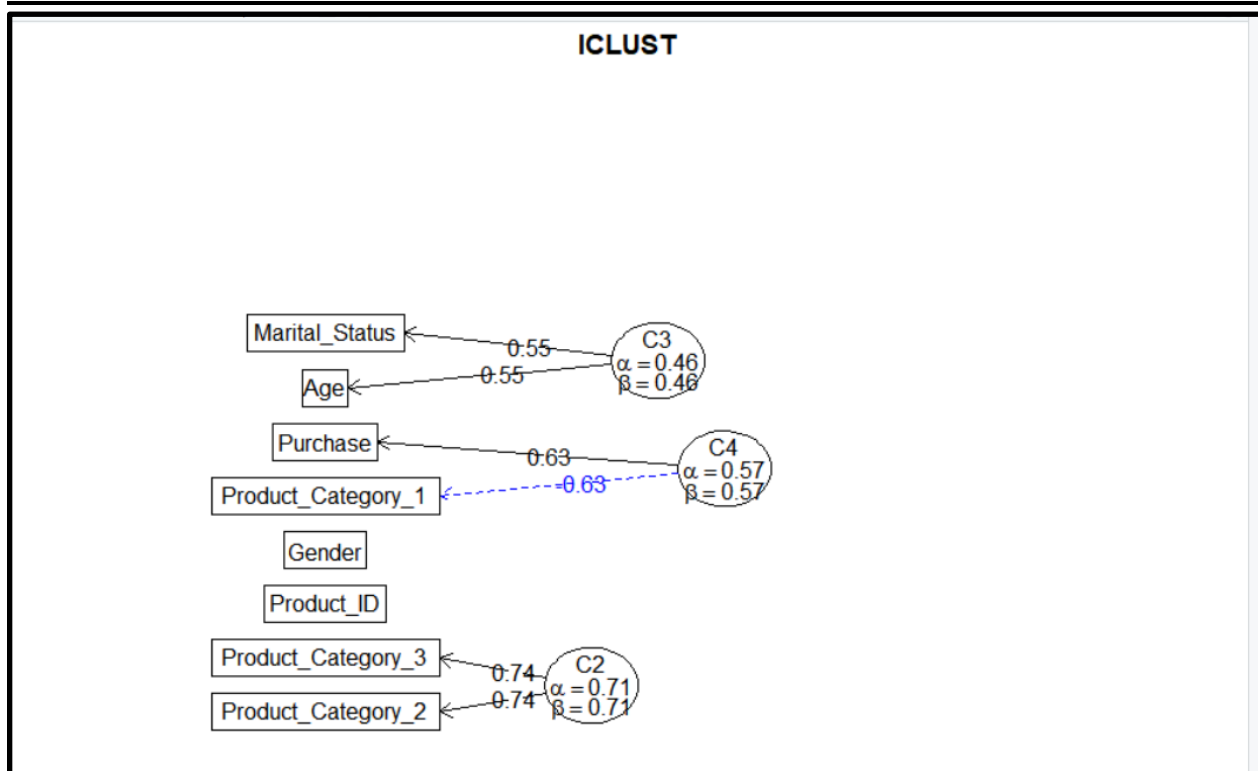 ICLUST
Marital_Status
0.55
C3
α = 0.46
β = 0.46
Age
0.55
Purchase
0.63
C4
α = 0.57
β = 0.57
Product_Category_1
-0.63
Gender
Product_ID
Product_Category_3
0.74
C2
α = 0.71
β = 0.71
Product_Category_2
0.74